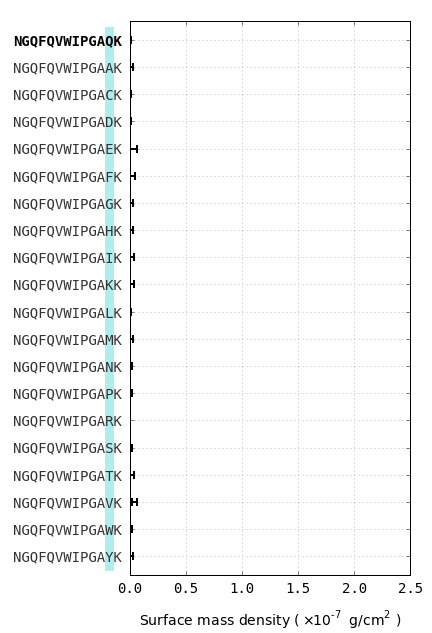 NGQFQVWIPGAQK
NGQFQVWIPGAAK
NGQFQVWIPGACK
NGQFQVWIPGADK
NGQFQVWIPGAEK
NGQFQVWIPGAFK
NGQFQVWIPGAGK
NGQFQVWIPGAHK
NGQFQVWIPGAIK
NGQFQVWIPGAKK
NGQFQVWIPGALK
NGQFQVWIPGAMK
NGQFQVWIPGANK
NGQFQVWIPGAPK
NGQFQVWIPGARK
NGQFQVWIPGASK
NGQFQVWIPGATK
NGQFQVWIPGAVK
NGQFQVWIPGAWK
NGQFQVWIPGAYK
0.0 0.5 1.0 1.5 2.0 2.5
Surface mass density ( ×10⁻⁷ g/cm² )